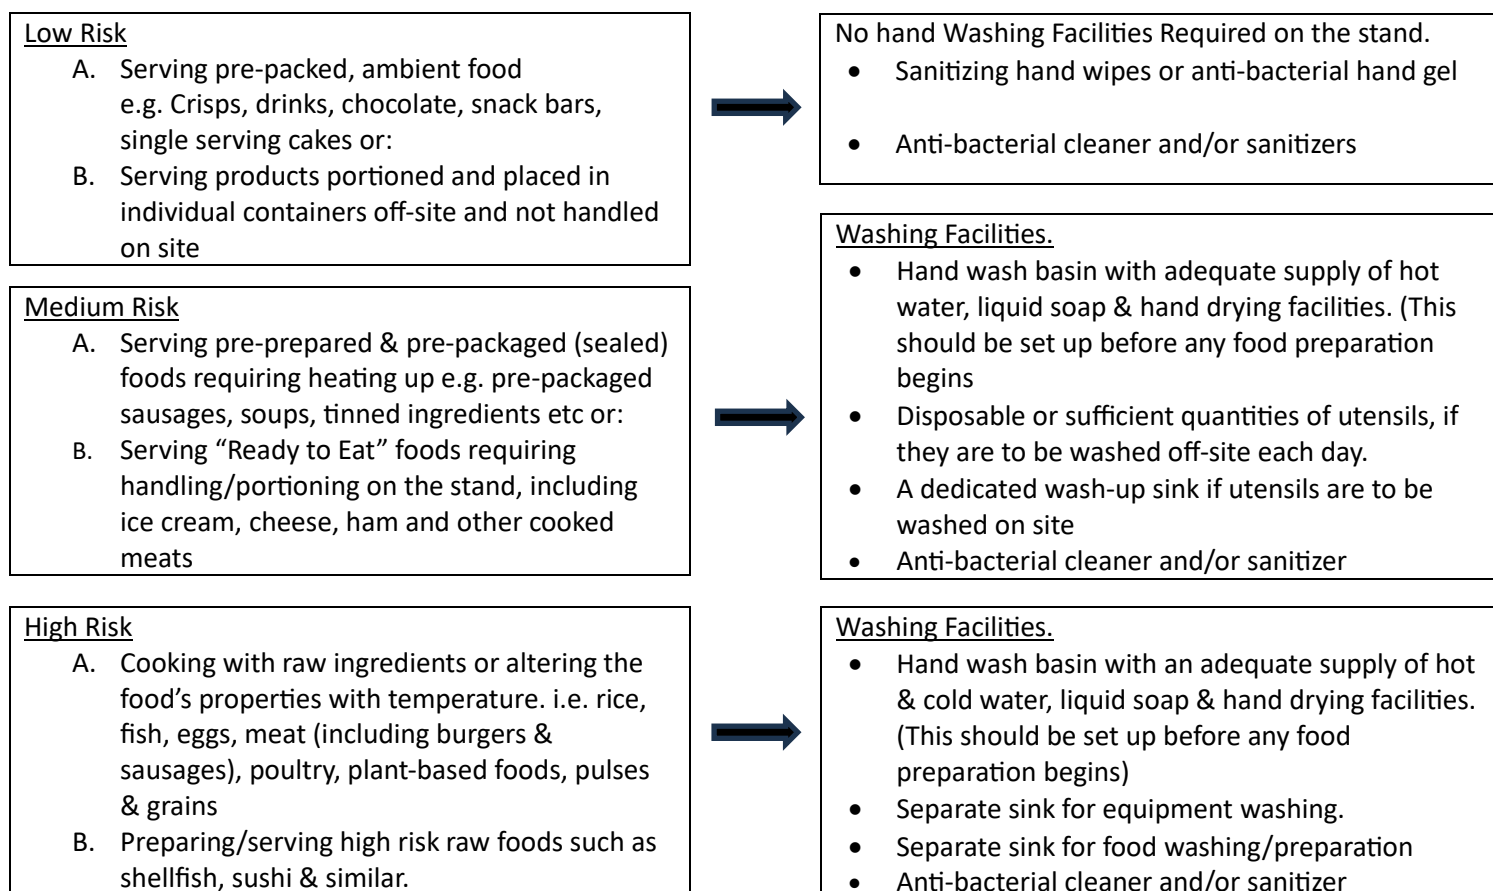 Low Risk
A. Serving pre-packed, ambient food
e.g. Crisps, drinks, chocolate, snack bars,
single serving cakes or:
B. Serving products portioned and placed in
individual containers off-site and not handled
on site
No hand Washing Facilities Required on the stand.
• Sanitizing hand wipes or anti-bacterial hand gel
• Anti-bacterial cleaner and/or sanitizers
Medium Risk
A. Serving pre-prepared & pre-packaged (sealed)
foods requiring heating up e.g. pre-packaged
sausages, soups, tinned ingredients etc or:
B. Serving “Ready to Eat” foods requiring
handling/portioning on the stand, including
ice cream, cheese, ham and other cooked
meats
Washing Facilities.
• Hand wash basin with adequate supply of hot
water, liquid soap & hand drying facilities. (This
should be set up before any food preparation
begins
• Disposable or sufficient quantities of utensils, if
they are to be washed off-site each day.
• A dedicated wash-up sink if utensils are to be
washed on site
• Anti-bacterial cleaner and/or sanitizer
High Risk
A. Cooking with raw ingredients or altering the
food’s properties with temperature. i.e. rice,
fish, eggs, meat (including burgers &
sausages), poultry, plant-based foods, pulses
& grains
B. Preparing/serving high risk raw foods such as
shellfish, sushi & similar.
Washing Facilities.
• Hand wash basin with an adequate supply of hot
& cold water, liquid soap & hand drying facilities.
(This should be set up before any food
preparation begins)
• Separate sink for equipment washing.
• Separate sink for food washing/preparation
• Anti-bacterial cleaner and/or sanitizer